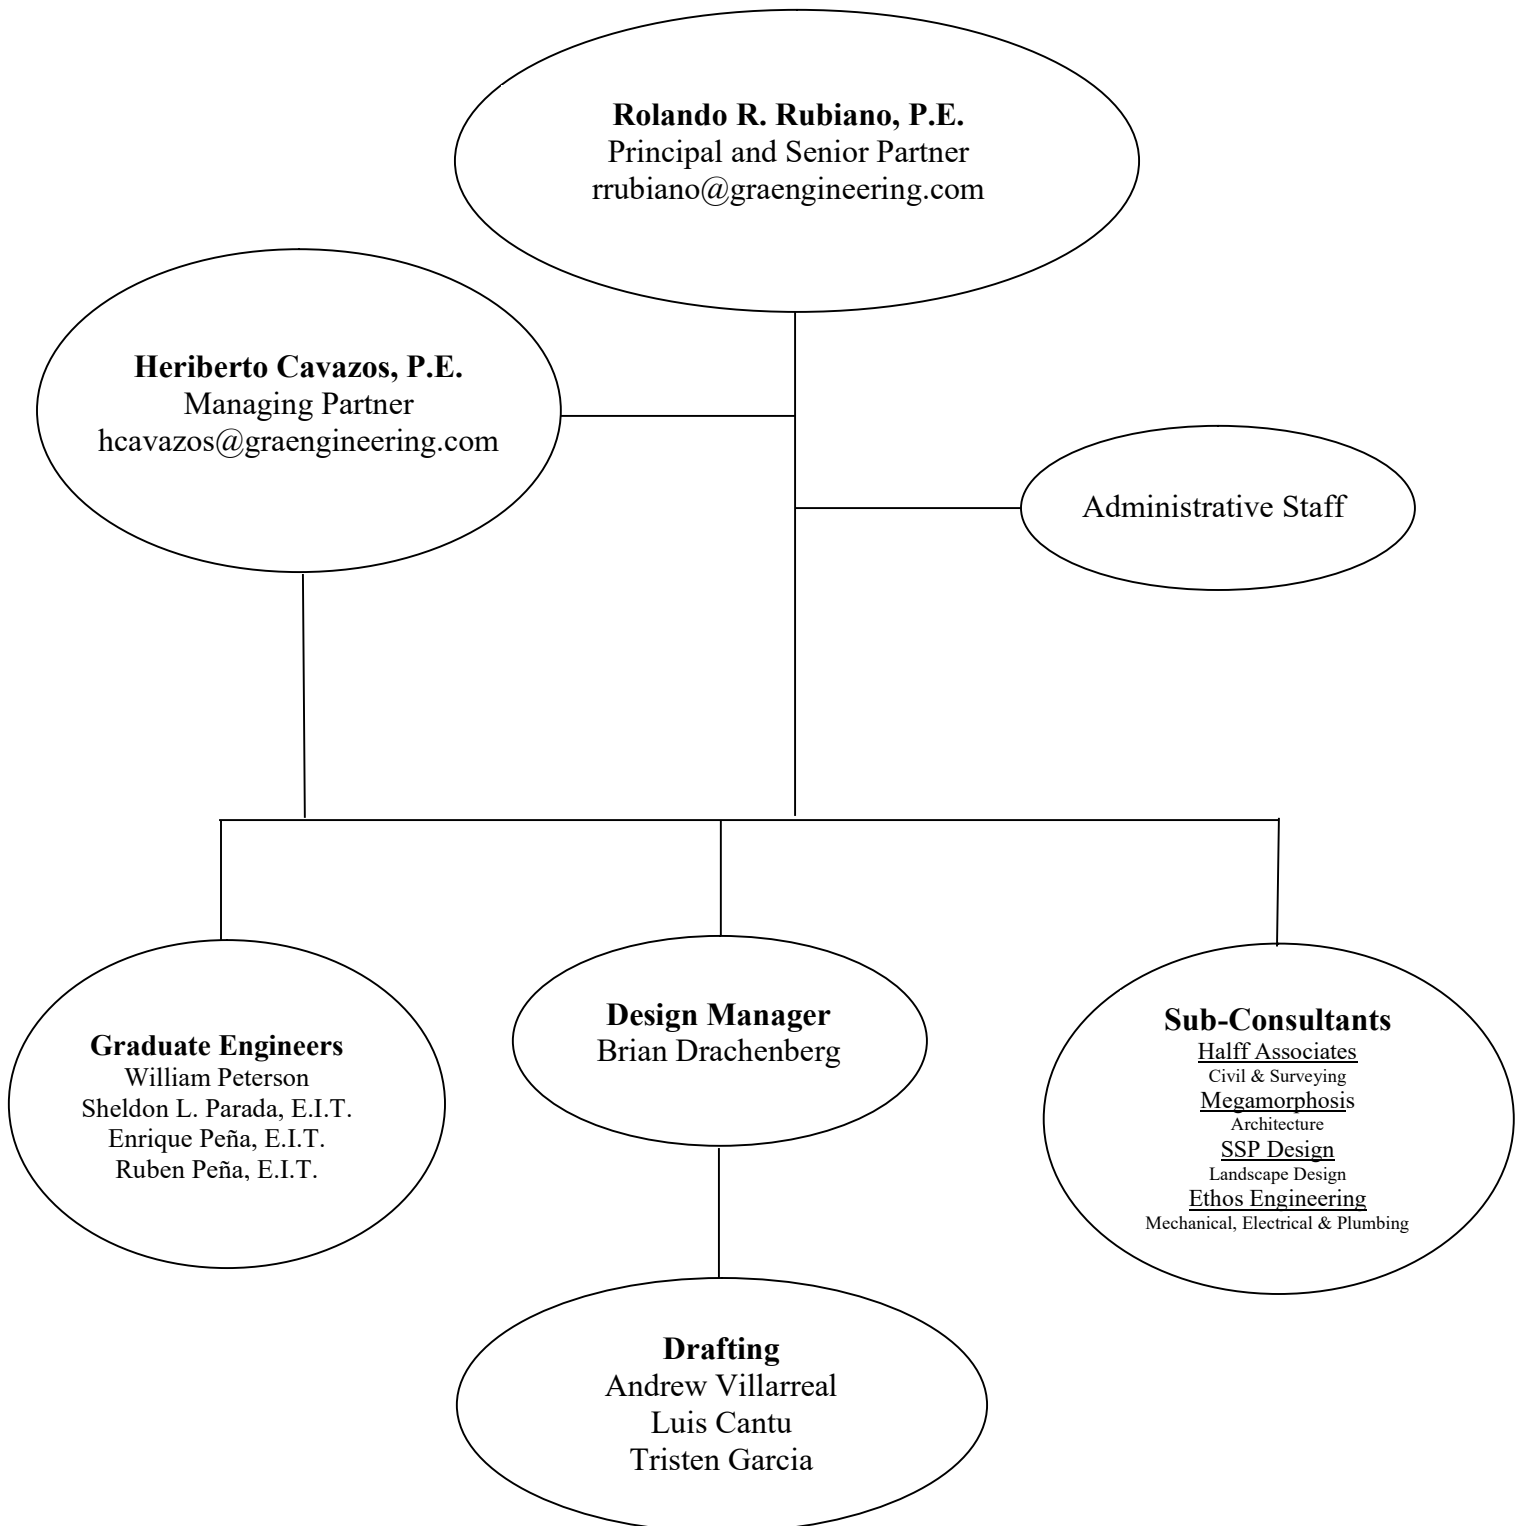 Rolando R. Rubiano, P.E.
Principal and Senior Partner
rrubiano@graengineering.com
Heriberto Cavazos, P.E.
Managing Partner
hcavazos@graengineering.com
Administrative Staff
Graduate Engineers
William Peterson
Sheldon L. Parada, E.I.T.
Enrique Peña, E.I.T.
Ruben Peña, E.I.T.
Design Manager
Brian Drachenberg
Sub-Consultants
Halff Associates
Civil & Surveying
Megamorphosis
Architecture
SSP Design
Landscape Design
Ethos Engineering
Mechanical, Electrical & Plumbing
Drafting
Andrew Villarreal
Luis Cantu
Tristen Garcia